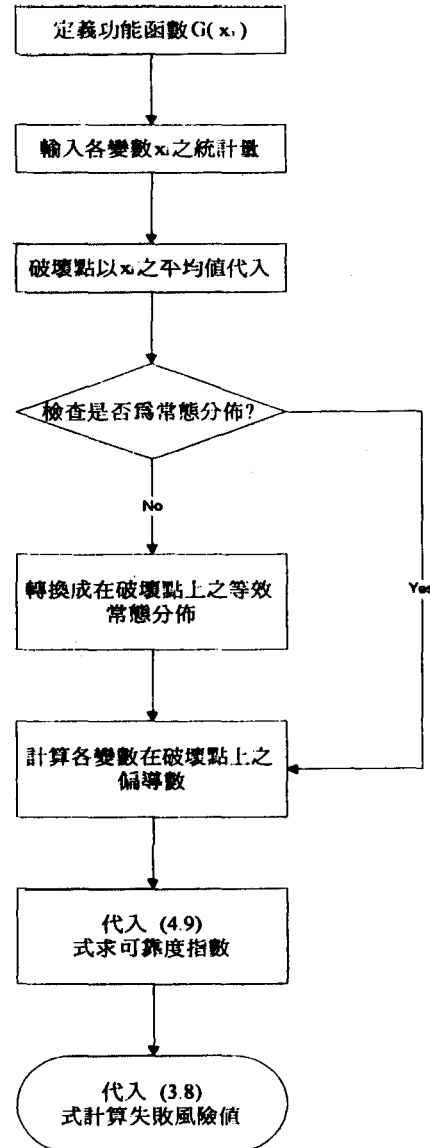 定義功能函數G(xᵢ)
輸入各變數xᵢ之統計量
破壞點以xᵢ之平均値代入
檢查是否爲常態分佈?
No
Yes
轉換成在破壞點上之等效
常態分佈
計算各變數在破壞點上之
偏導數
代入 (4.9)
式求可靠度指數
代入 (3.8)
式計算失敗風險値